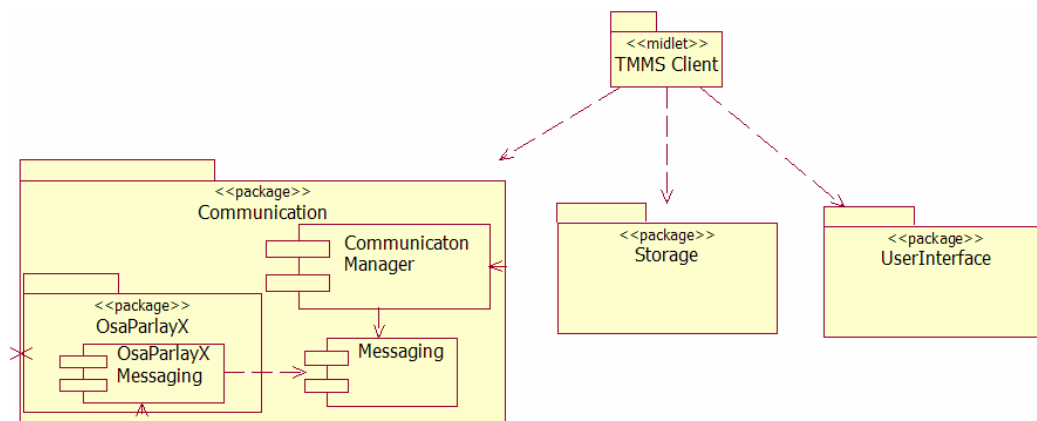 <<midlet>>
TMMS Client
<<package>>
Communication
Communicaton
Manager
<<package>>
OsaParlayX
OsaParlayX
Messaging
Messaging
<<package>>
Storage
<<package>>
UserInterface